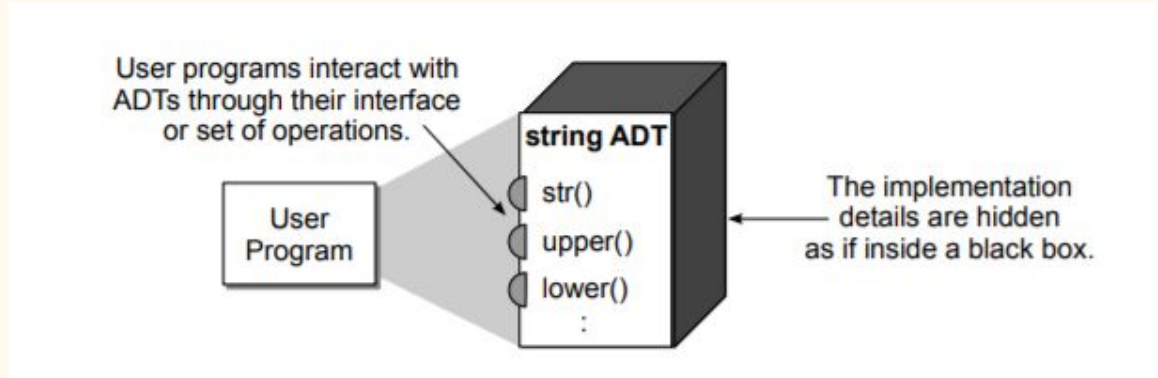 User programs interact with
ADTs through their interface
or set of operations.
string ADT
str()
upper()
lower()
:
User
Program
The implementation
details are hidden
as if inside a black box.